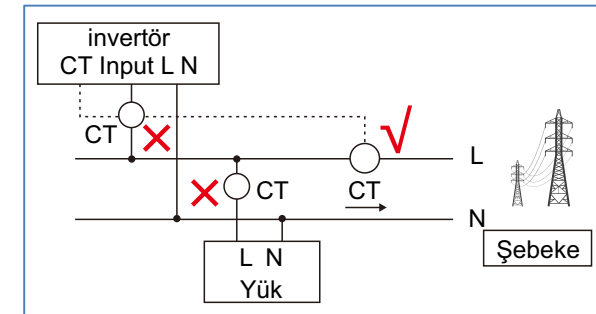 invertör
CT Input L N
CT
L
CT
CT
N
L N
Yük
Şebeke